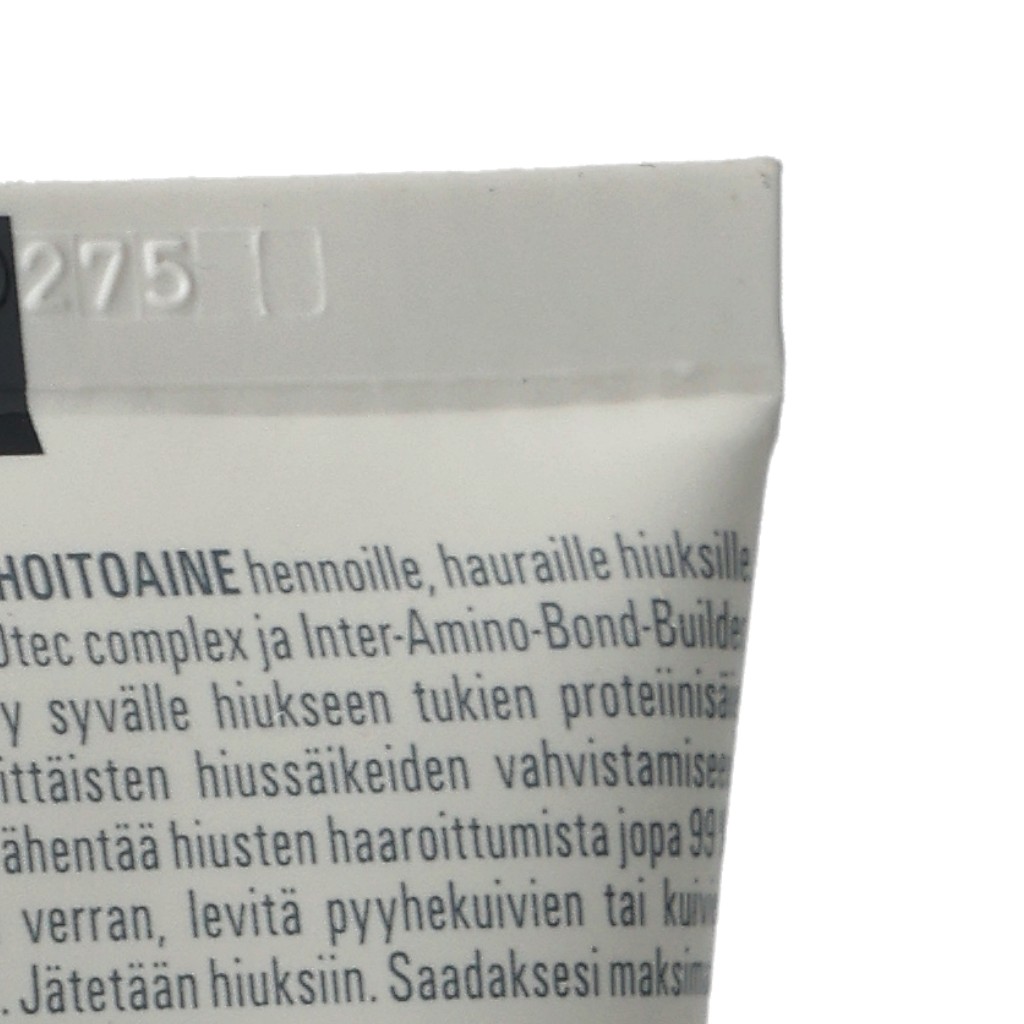 275
HOITOAINE hennoille, hauraille hiuksille
complex ja Inter-Amino-Bond-Builder
syvälle hiukseen tukien
hiussäikeiden
hiusten haaroittumista jopa 99
verran, levitä pyyhekuivien tai
. Jätetään hiuksiin. Saadaksesi